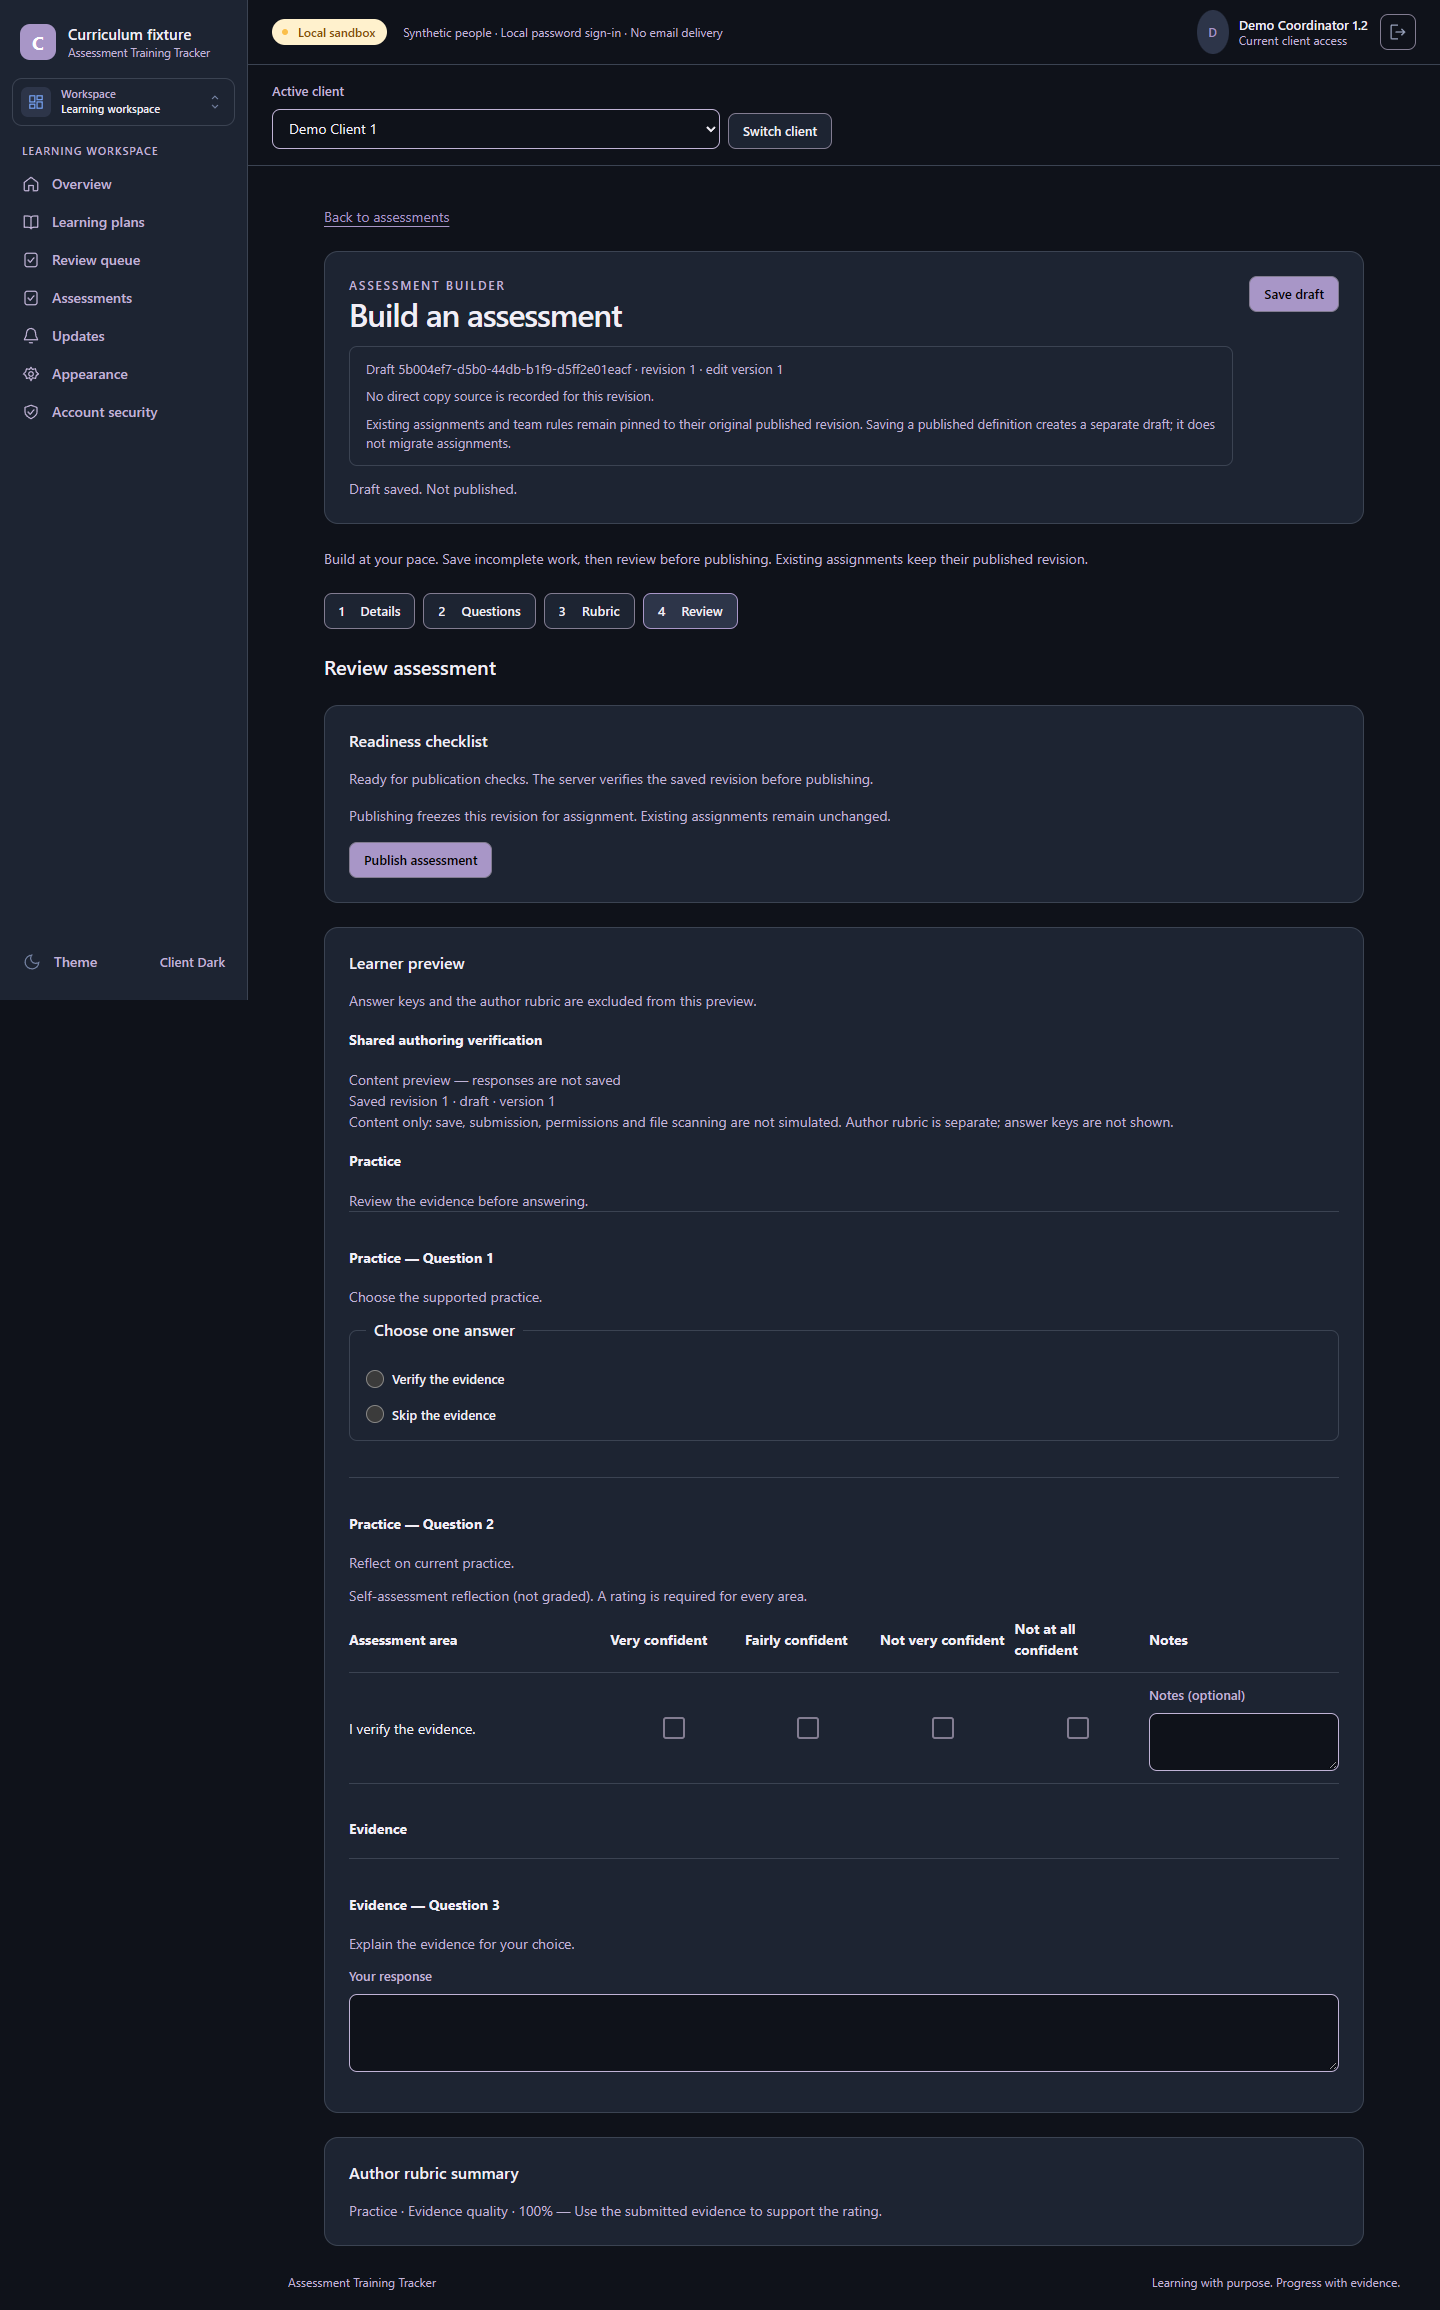 C
Curriculum fixture
Assessment Training Tracker
Workspace
Learning workspace
LEARNING WORKSPACE
Overview
Learning plans
Review queue
Assessments
Updates
Appearance
Account security
Theme
Client Dark
Local sandbox
Synthetic people · Local password sign-in · No email delivery
D
Demo Coordinator 1.2
Current client access
Active client
Demo Client 1
Switch client
Back to assessments
ASSESSMENT BUILDER
Build an assessment
Save draft
Draft 5b004ef7-d5b0-44db-b1f9-d5ff2e01eacf · revision 1 · edit version 1
No direct copy source is recorded for this revision.
Existing assignments and team rules remain pinned to their original published revision. Saving a published definition creates a separate draft; it does
not migrate assignments.
Draft saved. Not published.
Build at your pace. Save incomplete work, then review before publishing. Existing assignments keep their published revision.
1 Details
2 Questions
3 Rubric
4 Review
Review assessment
Readiness checklist
Ready for publication checks. The server verifies the saved revision before publishing.
Publishing freezes this revision for assignment. Existing assignments remain unchanged.
Publish assessment
Learner preview
Answer keys and the author rubric are excluded from this preview.
Shared authoring verification
Content preview — responses are not saved
Saved revision 1 · draft · version 1
Content only: save, submission, permissions and file scanning are not simulated. Author rubric is separate; answer keys are not shown.
Practice
Review the evidence before answering.
Practice — Question 1
Choose the supported practice.
Choose one answer
Verify the evidence
Skip the evidence
Practice — Question 2
Reflect on current practice.
Self-assessment reflection (not graded). A rating is required for every area.
Assessment area
Very confident
Fairly confident
Not very confident
Not at all
confident
Notes
I verify the evidence.
Notes (optional)
Evidence
Evidence — Question 3
Explain the evidence for your choice.
Your response
Author rubric summary
Practice · Evidence quality · 100% — Use the submitted evidence to support the rating.
Assessment Training Tracker
Learning with purpose. Progress with evidence.